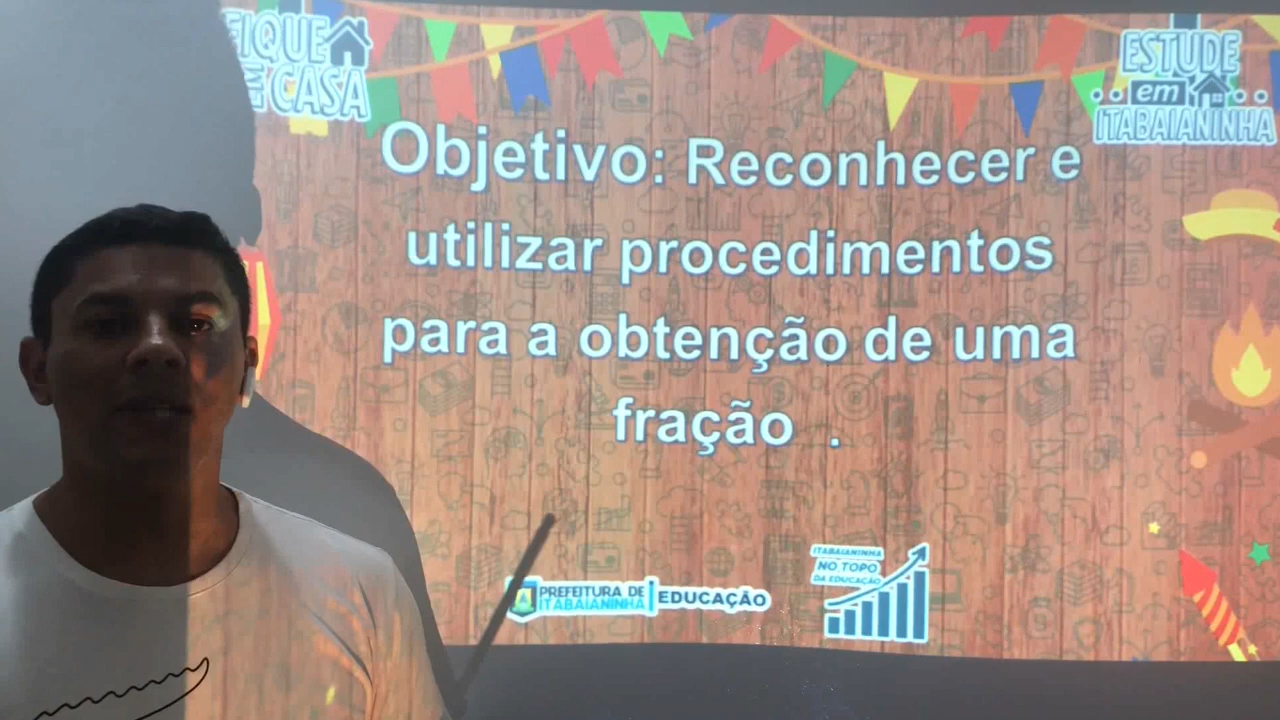 FIQUE
EM
CASA
ESTUDE
em
ITABAIANINHA
Objetivo: Reconhecer e
utilizar procedimentos
para a obtenção de uma
fração .
PREFEITURA DE
ITABAIANINHA
EDUCAÇÃO
ITABAIANINHA
NO TOPO
DA EDUCAÇÃO